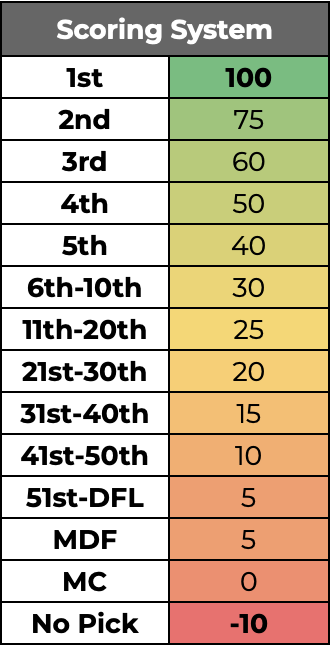 Scoring System
1st 100
2nd 75
3rd 60
4th 50
5th 40
6th-10th 30
11th-20th 25
21st-30th 20
31st-40th 15
41st-50th 10
51st-DFL 5
MDF 5
MC 0
No Pick -10